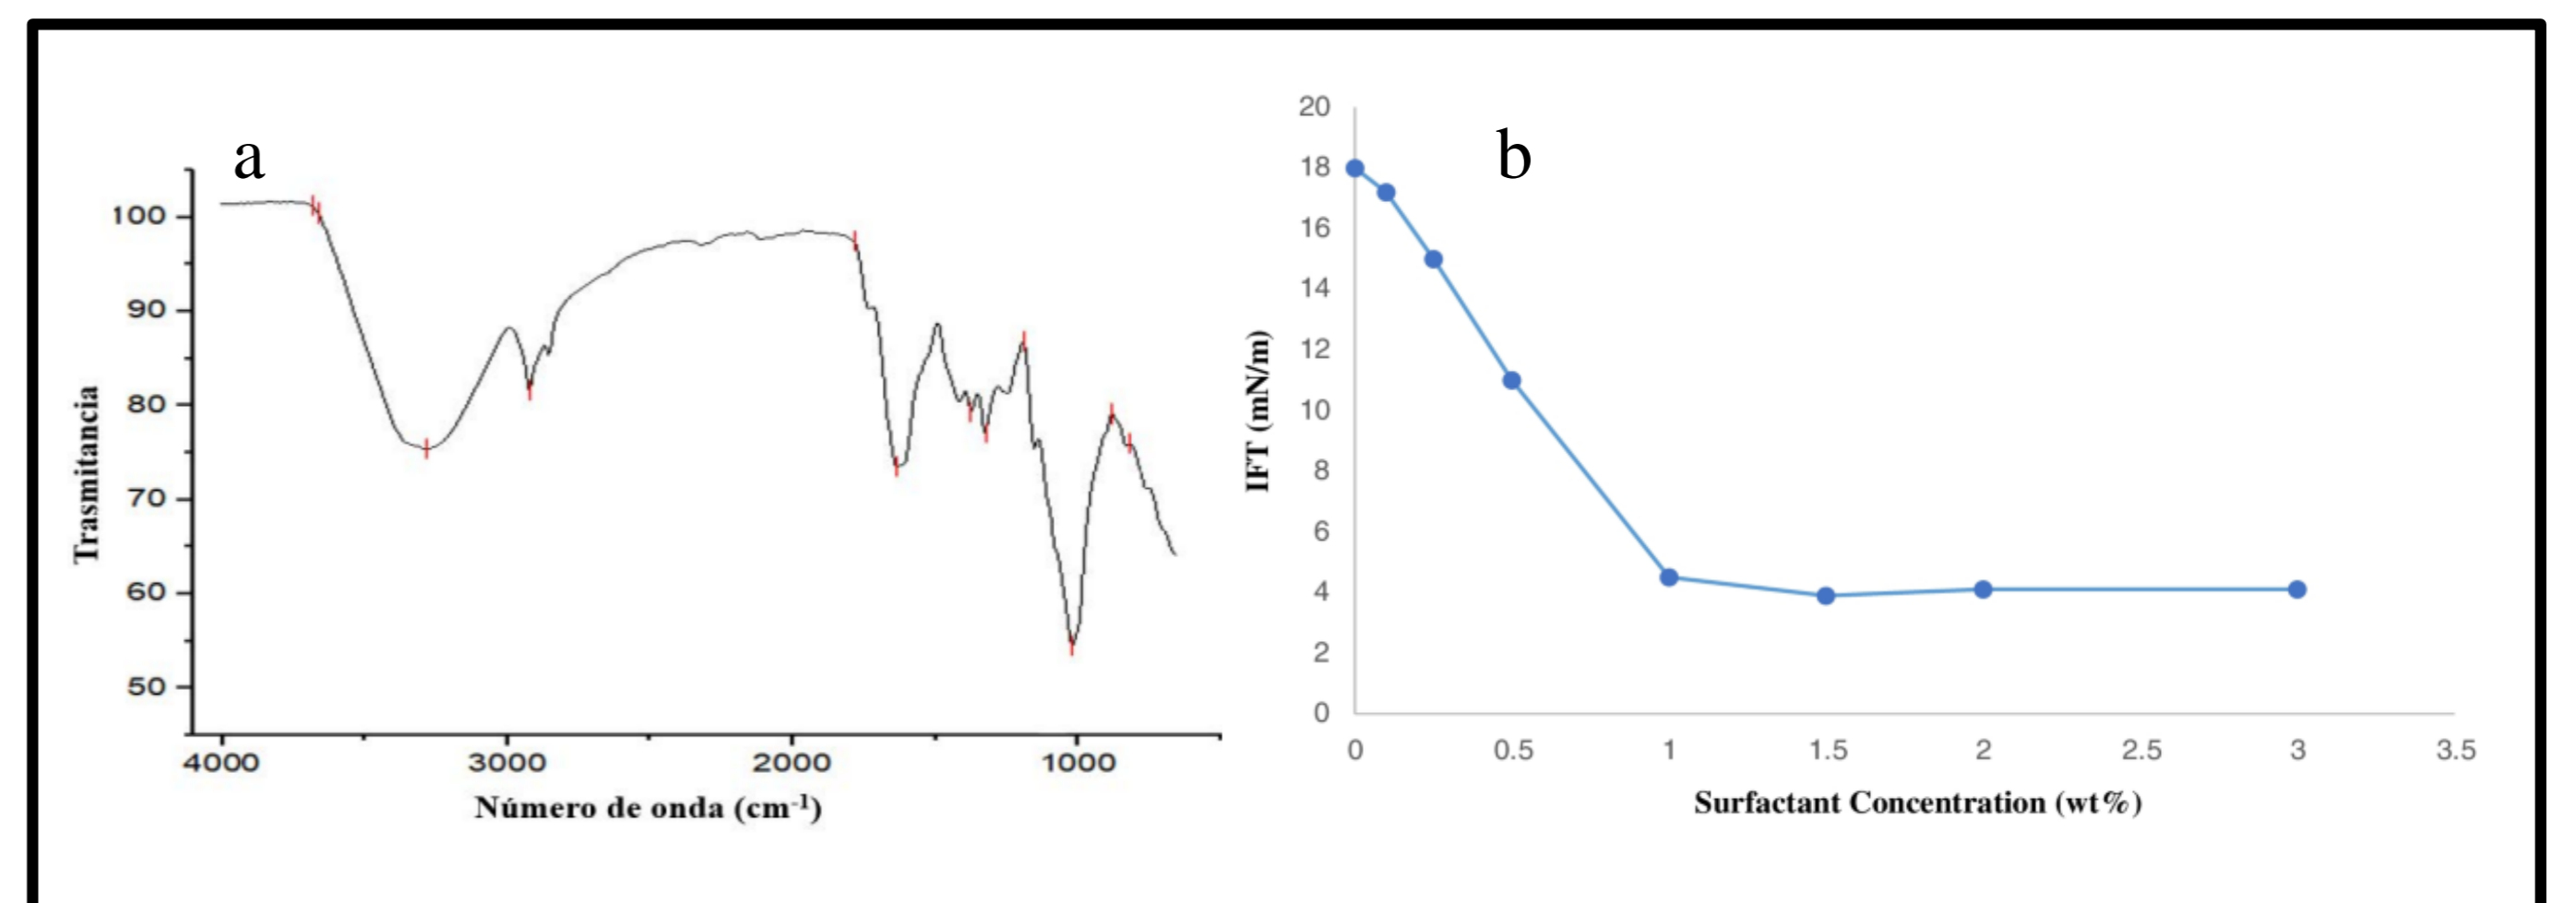 a
100
90
80
70
60
50
Trasmitancia
4000 3000 2000 1000
Número de onda (cm⁻¹)
b
20
18
16
14
12
10
8
6
4
2
0
IFT (mN/m)
0 0.5 1 1.5 2 2.5 3 3.5
Surfactant Concentration (wt%)